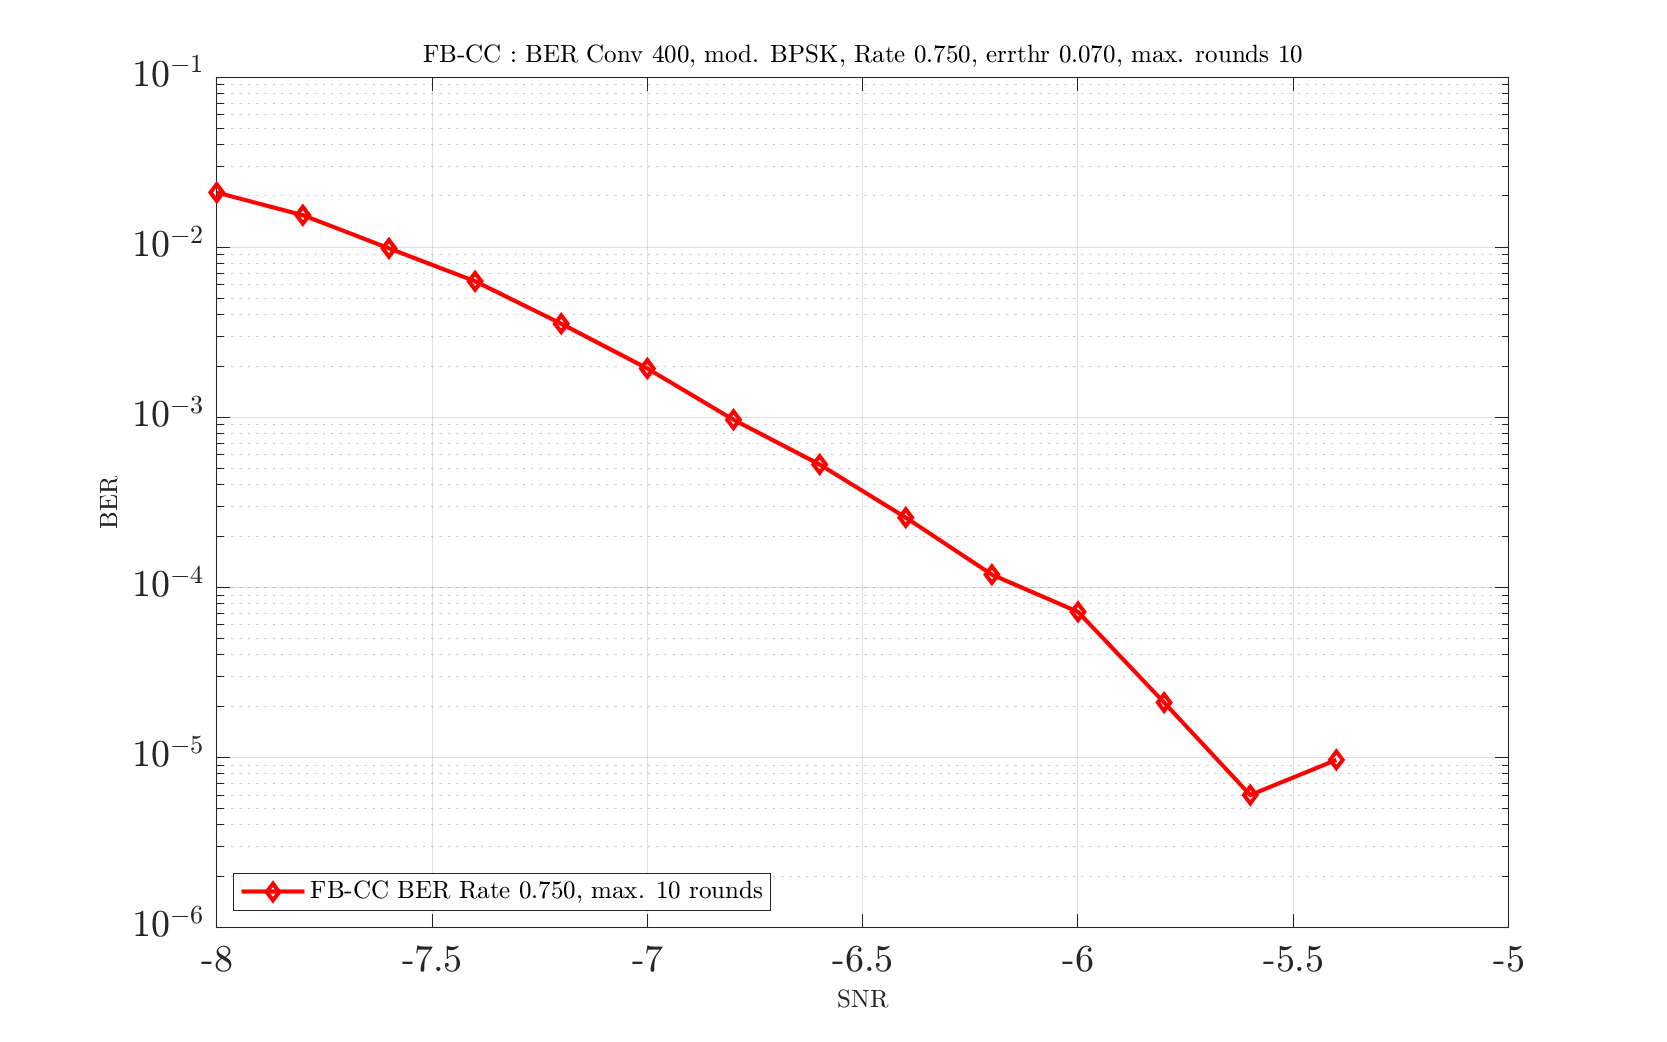 FB-CC : BER Conv 400, mod. BPSK, Rate 0.750, errthr 0.070, max. rounds 10
10⁻¹
10⁻²
10⁻³
10⁻⁴
10⁻⁵
10⁻⁶
BER
FB-CC BER Rate 0.750, max. 10 rounds
-8 -7.5 -7 -6.5 -6 -5.5 -5
SNR